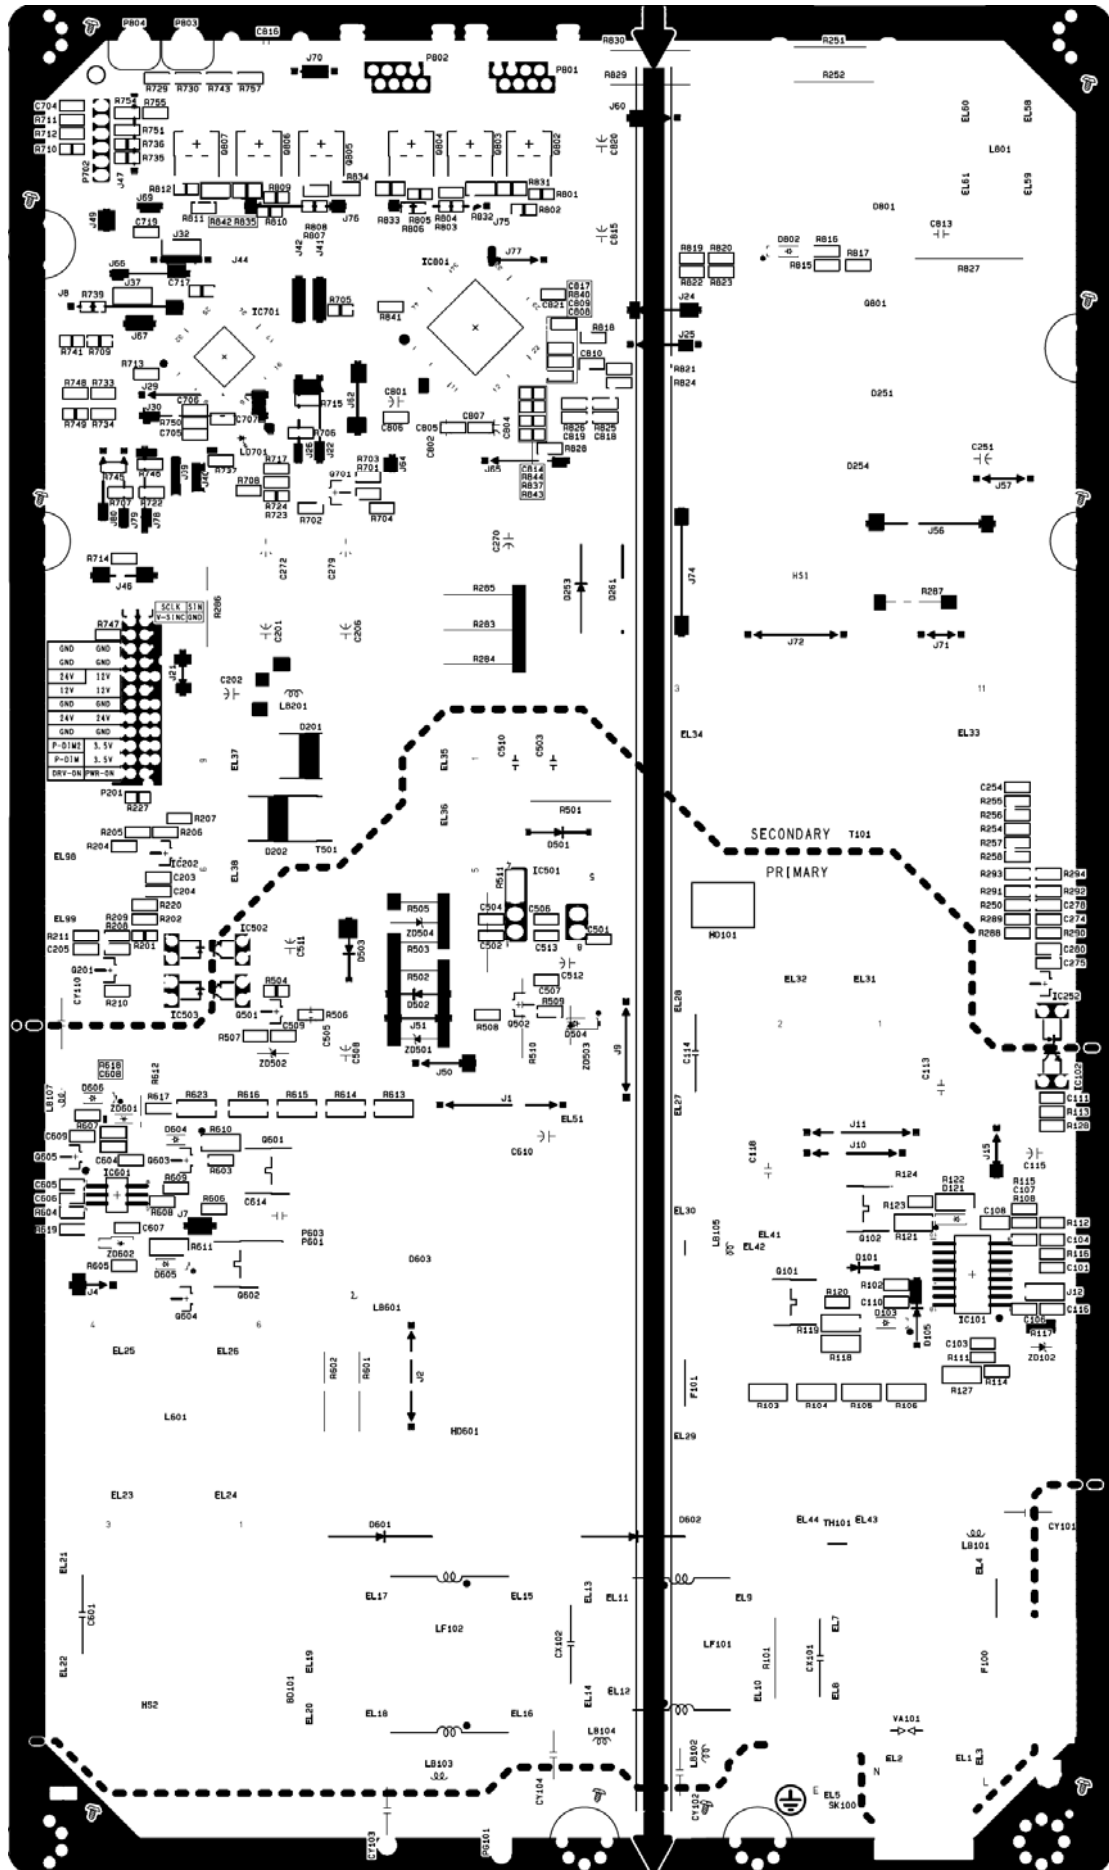 P804 P803 C816
R830 R251
J70 P802 P801
R829 R252
R729 R730 R743 R757
C704 R754 R755
R711
R712 R751
R710 R736
R735
P702 J47
Q807 Q806 Q805 Q804 Q803 Q802
J60 C820
EL60 EL58
L801
EL61 EL59
R812 R809 R834 R831 R801
J69 R811 R842 R835 R810 R808 R807 J76 R833 R805 R806 R804 R803 R832 J75 R802
D801
J49 C719 J32 C815 C813
J44 J42 J41 IC801 J77
R819 R820 D802 R816
R815 R817
R822 R823 R827
J66 C717
J37
J8 R739 IC701 R705 R841 C821
C817
R840
C809
C808
J24 Q801
J67 J25
R741 R709 R818
R713 C810 R821
R824
J29
R748 R733 C706 R715 J62 C801 D251
J30 R750 C707 C806 C805 C807 C804 R826 R825
R749 R734 C705 R706 C802 C819 C818
LD701 J26 J22 R828
R745 R746 J39 J40 R737 R717 R703 R701 J64 J65
C814
R844
R837
R843
D254 C251
J57
R707 R722 R708 R724 R723 Q701 R702 R704
J80 J79 J78
J56
R714 C272 C279 C270 D253 D261 J74
HS1
J46 R286 R285 R287
SCLK SIN
V-SINC GND
R747 C201 C206 R283 J72 J71
R284
GND GND
GND GND
24V 12V
12V 12V
GND GND
24V 24V
GND GND
P-DIM2 3.5V
P-DIM 3.5V
DRV-ON PWR-ON
J21 C202 LB201
3 11
D201 EL34 EL33
EL37 EL35 C510 C503
P201
R227 EL36 R501 C254
R255
R207 R256
R205 R206 D202 T501 D501 SECONDARY T101 R254
R204 R257
IC202 PRIMARY R258
EL98 EL38 IC501 R293 R294
C203 R511 R291 R292
C204
R220 R505 C504 C506 HD101 R250 C278
EL99 R209 R208 R202 ZD504 R289 C274
R211 R201 IC502 R503 C502 C513 C501 R288 R290
C205 C511 D503 C280
Q201 R502 C512 C275
CY110 R504 D502 C507 EL32 EL31
R210 IC503 Q501 R506 J51 R508 Q502 R509 EL28 IC252
C509 D504 2 1
R507 C505 ZD501 R510 ZD503 J9 C114
ZD502 C508 J50 IC102
R618
C608
R612 C113
LB107 D606 R617 R623 R616 R615 R614 R613 J1 EL27 C111
ZD601 EL51 R113
R607 D604 R610 J11 R128
C609 Q601 C610 J10
Q605 C604 Q603 R603 C118 J15 C115
IC601 R124 R122 R115
C605 R609 D121 C107
C606 C614 R123 R108
R604 R608 R606 EL30 C108 R112
R619 C607 J7 P603 EL41 Q102 R121 C104
R611 P601 LB105 EL42
ZD602 D603 R116
R605 D605 D101 C101
J4 Q602 LB601 Q101 R102 J12
Q604 R120 C110 C106 C116
4 6 D103 IC101 R117
R119 D105 C103
EL25 EL26 R602 R601 J2 R118 R111 ZD102
F101 R127 R114
L601 HD601 R103 R104 R105 R106
EL29
EL23 EL24
3 1 D601 D602 EL44 TH101 EL43 CY101
LB101
EL21 EL4
EL17 EL15 EL13 EL11 EL9
C601 EL7
LF102 CX102 LF101 R101 CX101
EL22 EL19 F100
HS2 BD101 EL14 EL12 EL10 EL8
EL20 EL18 EL16
VA101
LB104 LB102
LB103 EL2 EL1 EL3
CY104 N
L
CY102 E EL5
SK100
CY103 PG101